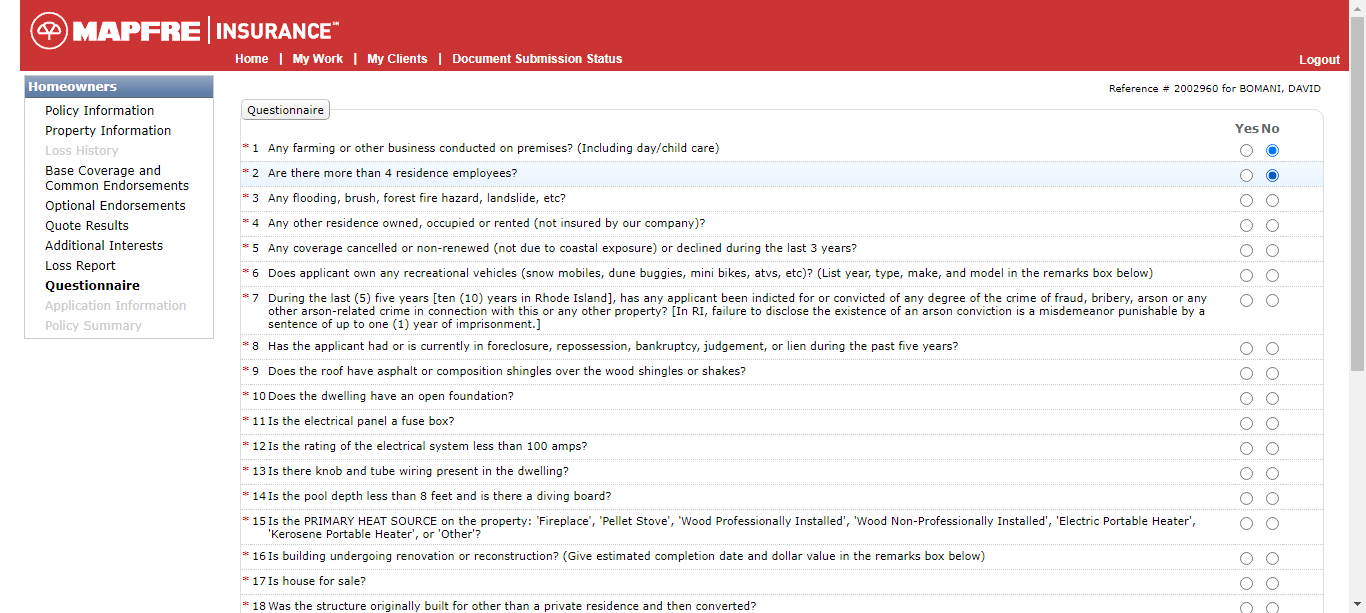 MAPFRE | INSURANCE℠
Home | My Work | My Clients | Document Submission Status
Logout
Homeowners
Property Information
Policy Information
Loss History
Base Coverage and
Common Endorsements
Optional Endorsements
Quote Results
Additional Interests
Loss Report
Questionnaire
Application Information
Policy Summary
Reference # 2002960 for BOMANI, DAVID
Questionnaire
Yes No
* 1 Any farming or other business conducted on premises? (Including day/child care)
* 2 Are there more than 4 residence employees?
* 3 Any flooding, brush, forest fire hazard, landslide, etc?
* 4 Any other residence owned, occupied or rented (not insured by our company)?
* 5 Any coverage cancelled or non-renewed (not due to coastal exposure) or declined during the last 3 years?
* 6 Does applicant own any recreational vehicles (snow mobiles, dune buggies, mini bikes, atvs, etc)? (List year, type, make, and model in the remarks box below)
* 7 During the last (5) five years [ten (10) years in Rhode Island], has any applicant been indicted for or convicted of any degree of the crime of fraud, bribery, arson or any
other arson-related crime in connection with this or any other property? [In RI, failure to disclose the existence of an arson conviction is a misdemeanor punishable by a
sentence of up to one (1) year of imprisonment.]
* 8 Has the applicant had or is currently in foreclosure, repossession, bankruptcy, judgement, or lien during the past five years?
* 9 Does the roof have asphalt or composition shingles over the wood shingles or shakes?
* 10 Does the dwelling have an open foundation?
* 11 Is the electrical panel a fuse box?
* 12 Is the rating of the electrical system less than 100 amps?
* 13 Is there knob and tube wiring present in the dwelling?
* 14 Is the pool depth less than 8 feet and is there a diving board?
* 15 Is the PRIMARY HEAT SOURCE on the property: 'Fireplace', 'Pellet Stove', 'Wood Professionally Installed', 'Wood Non-Professionally Installed', 'Electric Portable Heater',
'Kerosene Portable Heater', or 'Other'?
* 16 Is building undergoing renovation or reconstruction? (Give estimated completion date and dollar value in the remarks box below)
* 17 Is house for sale?
* 18 Was the structure originally built for other than a private residence and then converted?